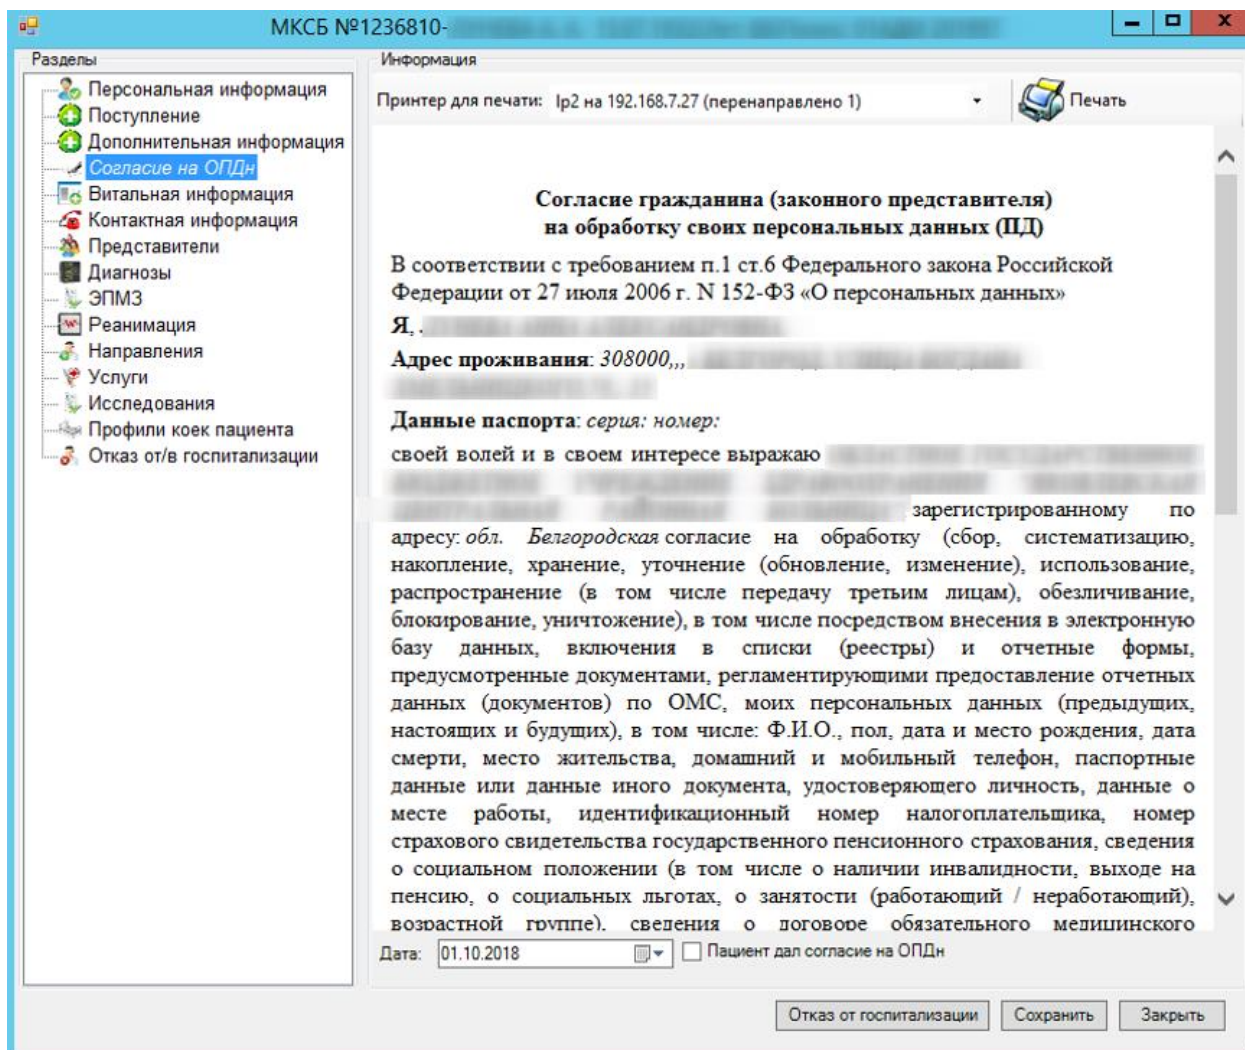 МКСБ №1236810-
Разделы
Персональная информация
Поступление
Дополнительная информация
Согласие на ОПДн
Витальная информация
Контактная информация
Представители
Диагнозы
ЭПМЗ
Реанимация
Направления
Услуги
Исследования
Профили коек пациента
Отказ от/в госпитализации
Информация
Принтер для печати: lp2 на 192.168.7.27 (перенаправлено 1) Печать
Согласие гражданина (законного представителя)
на обработку своих персональных данных (ПД)
В соответствии с требованием п.1 ст.6 Федерального закона Российской
Федерации от 27 июля 2006 г. N 152-ФЗ «О персональных данных»
Я, .
Адрес проживания: 308000,,,
Данные паспорта: серия: номер:
своей волей и в своем интересе выражаю
зарегистрированному по
адресу: обл. Белгородская согласие на обработку (сбор, систематизацию,
накопление, хранение, уточнение (обновление, изменение), использование,
распространение (в том числе передачу третьим лицам), обезличивание,
блокирование, уничтожение), в том числе посредством внесения в электронную
базу данных, включения в списки (реестры) и отчетные формы,
предусмотренные документами, регламентирующими предоставление отчетных
данных (документов) по ОМС, моих персональных данных (предыдущих,
настоящих и будущих), в том числе: Ф.И.О., пол, дата и место рождения, дата
смерти, место жительства, домашний и мобильный телефон, паспортные
данные или данные иного документа, удостоверяющего личность, данные о
месте работы, идентификационный номер налогоплательщика, номер
страхового свидетельства государственного пенсионного страхования, сведения
о социальном положении (в том числе о наличии инвалидности, выходе на
пенсию, о социальных льготах, о занятости (работающий / неработающий),
возрастной группе), сведения о договоре обязательного медицинского
Дата: 01.10.2018 Пациент дал согласие на ОПДн
Отказ от госпитализации Сохранить Закрыть